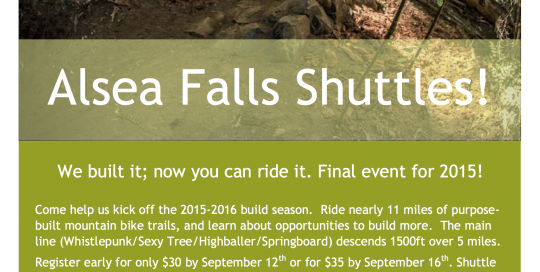 Alsea Falls Shuttles!
We built it; now you can ride it. Final event for 2015!
Come help us kick off the 2015-2016 build season.  Ride nearly 11 miles of purpose-
built mountain bike trails, and learn about opportunities to build more.  The main
line (Whistlepunk/Sexy Tree/Highballer/Springboard) descends 1500ft over 5 miles.
Register early for only $30 by September 12th or for $35 by September 16th. Shuttle